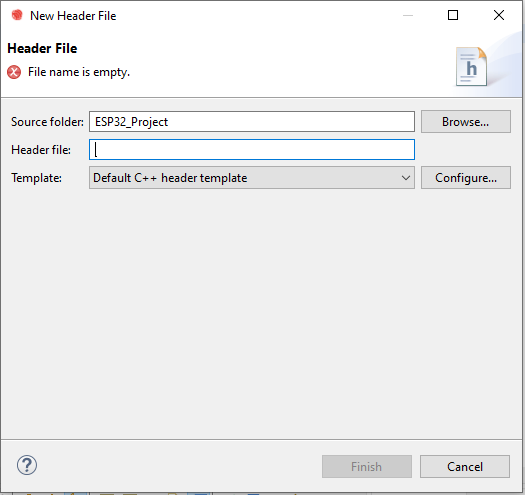 New Header File
Header File
File name is empty.
Source folder: ESP32_Project Browse...
Header file:
Template: Default C++ header template Configure...
Finish Cancel